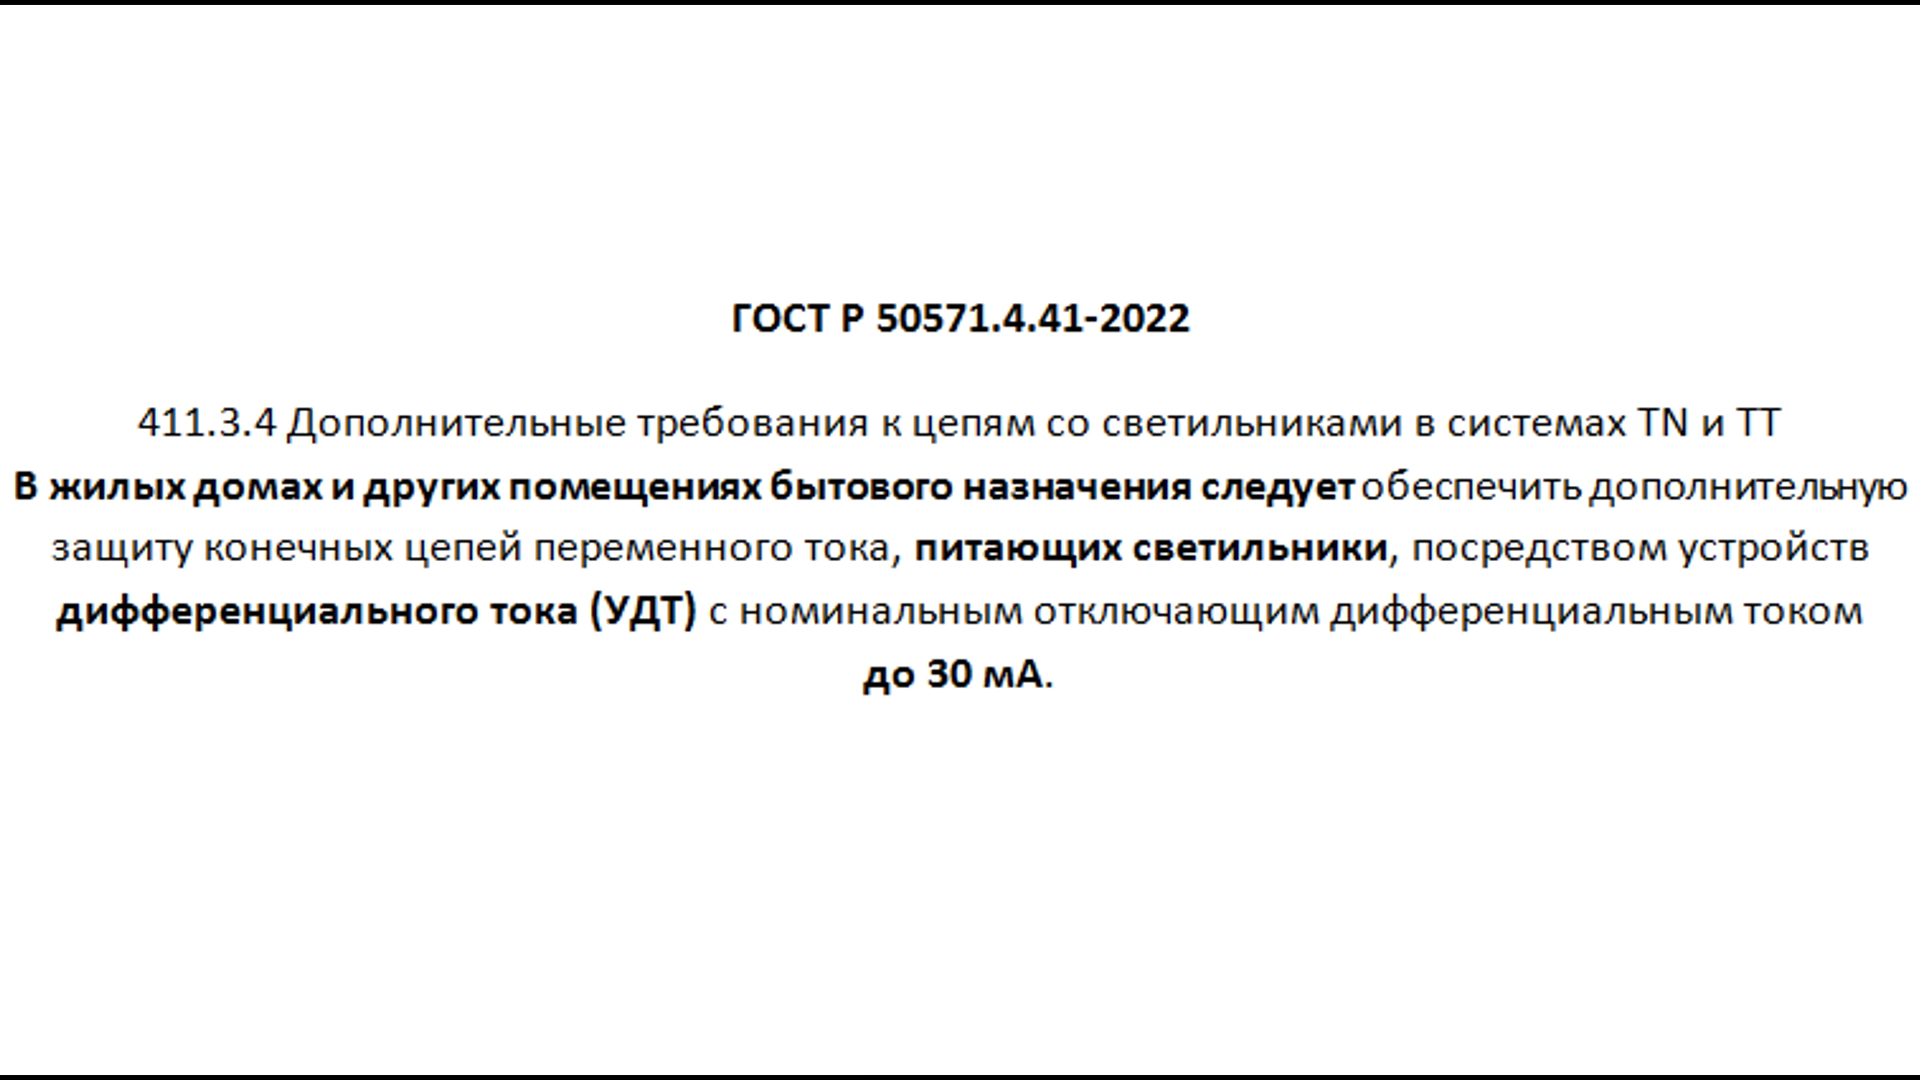 ГОСТ Р 50571.4.41-2022
411.3.4 Дополнительные требования к цепям со светильниками в системах TN и TT
В жилых домах и других помещениях бытового назначения следует обеспечить дополнительную
защиту конечных цепей переменного тока, питающих светильники, посредством устройств
дифференциального тока (УДТ) с номинальным отключающим дифференциальным током
до 30 мА.